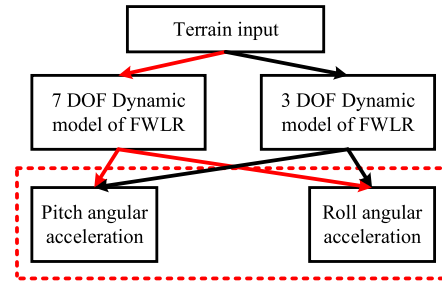 Terrain input
7 DOF Dynamic
model of FWLR
3 DOF Dynamic
model of FWLR
Pitch angular
acceleration
Roll angular
acceleration